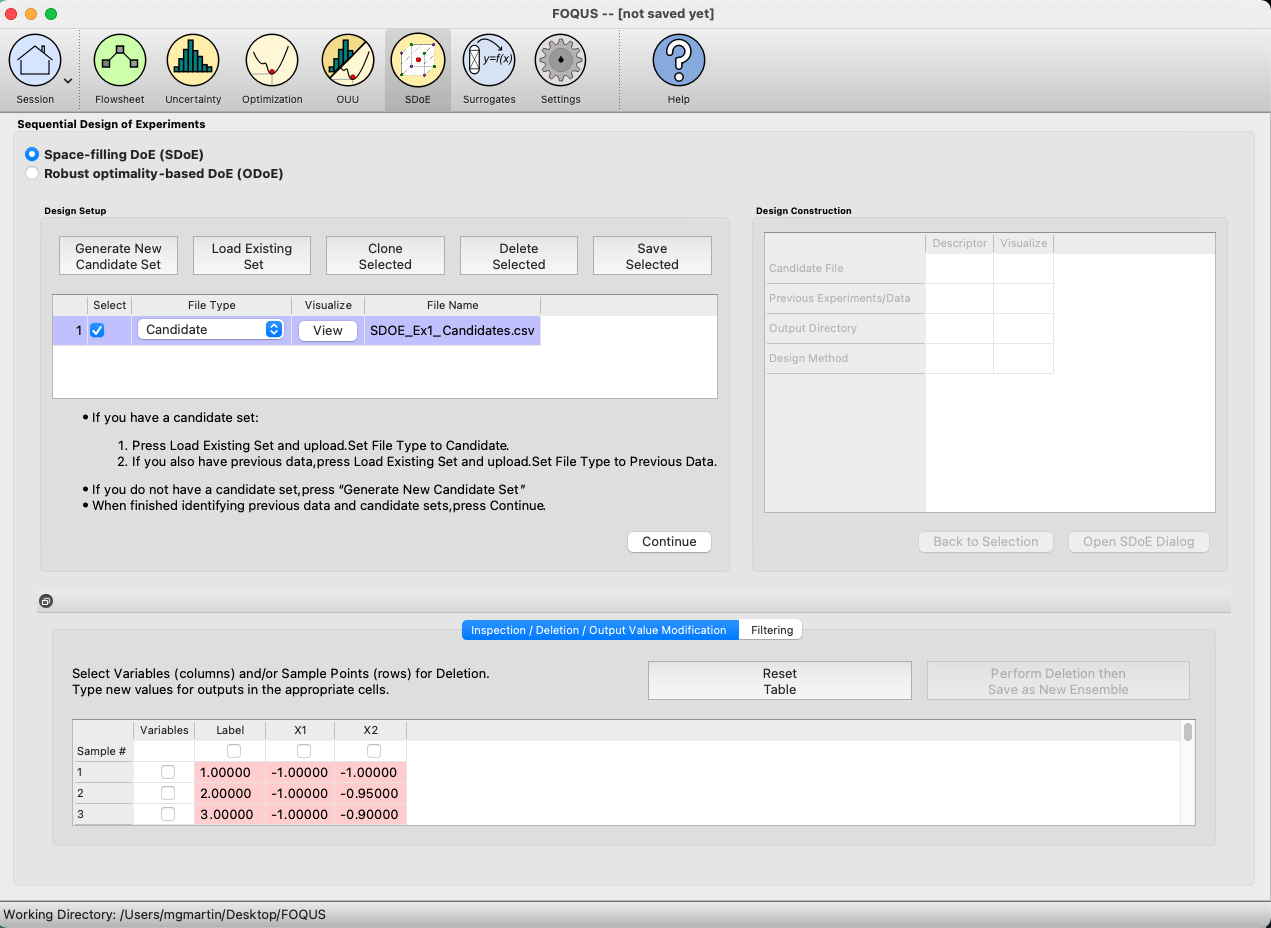 FOQUS -- [not saved yet]
Session
Flowsheet
Uncertainty
Optimization
OUU
SDoE
y=f(x)
Surrogates
Settings
?
Help
Sequential Design of Experiments
Space-filling DoE (SDoE)
Robust optimality-based DoE (ODoE)
Design Setup
Generate New
Candidate Set
Load Existing
Set
Clone
Selected
Delete
Selected
Save
Selected
Select File Type Visualize File Name
1 Candidate View SDOE_Ex1_Candidates.csv
• If you have a candidate set:
1. Press Load Existing Set and upload.Set File Type to Candidate.
2. If you also have previous data,press Load Existing Set and upload.Set File Type to Previous Data.
• If you do not have a candidate set,press “Generate New Candidate Set”
• When finished identifying previous data and candidate sets,press Continue.
Continue
Design Construction
Descriptor Visualize
Candidate File
Previous Experiments/Data
Output Directory
Design Method
Back to Selection
Open SDoE Dialog
Inspection / Deletion / Output Value Modification
Filtering
Select Variables (columns) and/or Sample Points (rows) for Deletion.
Type new values for outputs in the appropriate cells.
Reset
Table
Perform Deletion then
Save as New Ensemble
Variables Label X1 X2
Sample #
1 1.00000 -1.00000 -1.00000
2 2.00000 -1.00000 -0.95000
3 3.00000 -1.00000 -0.90000
Working Directory: /Users/mgmartin/Desktop/FOQUS